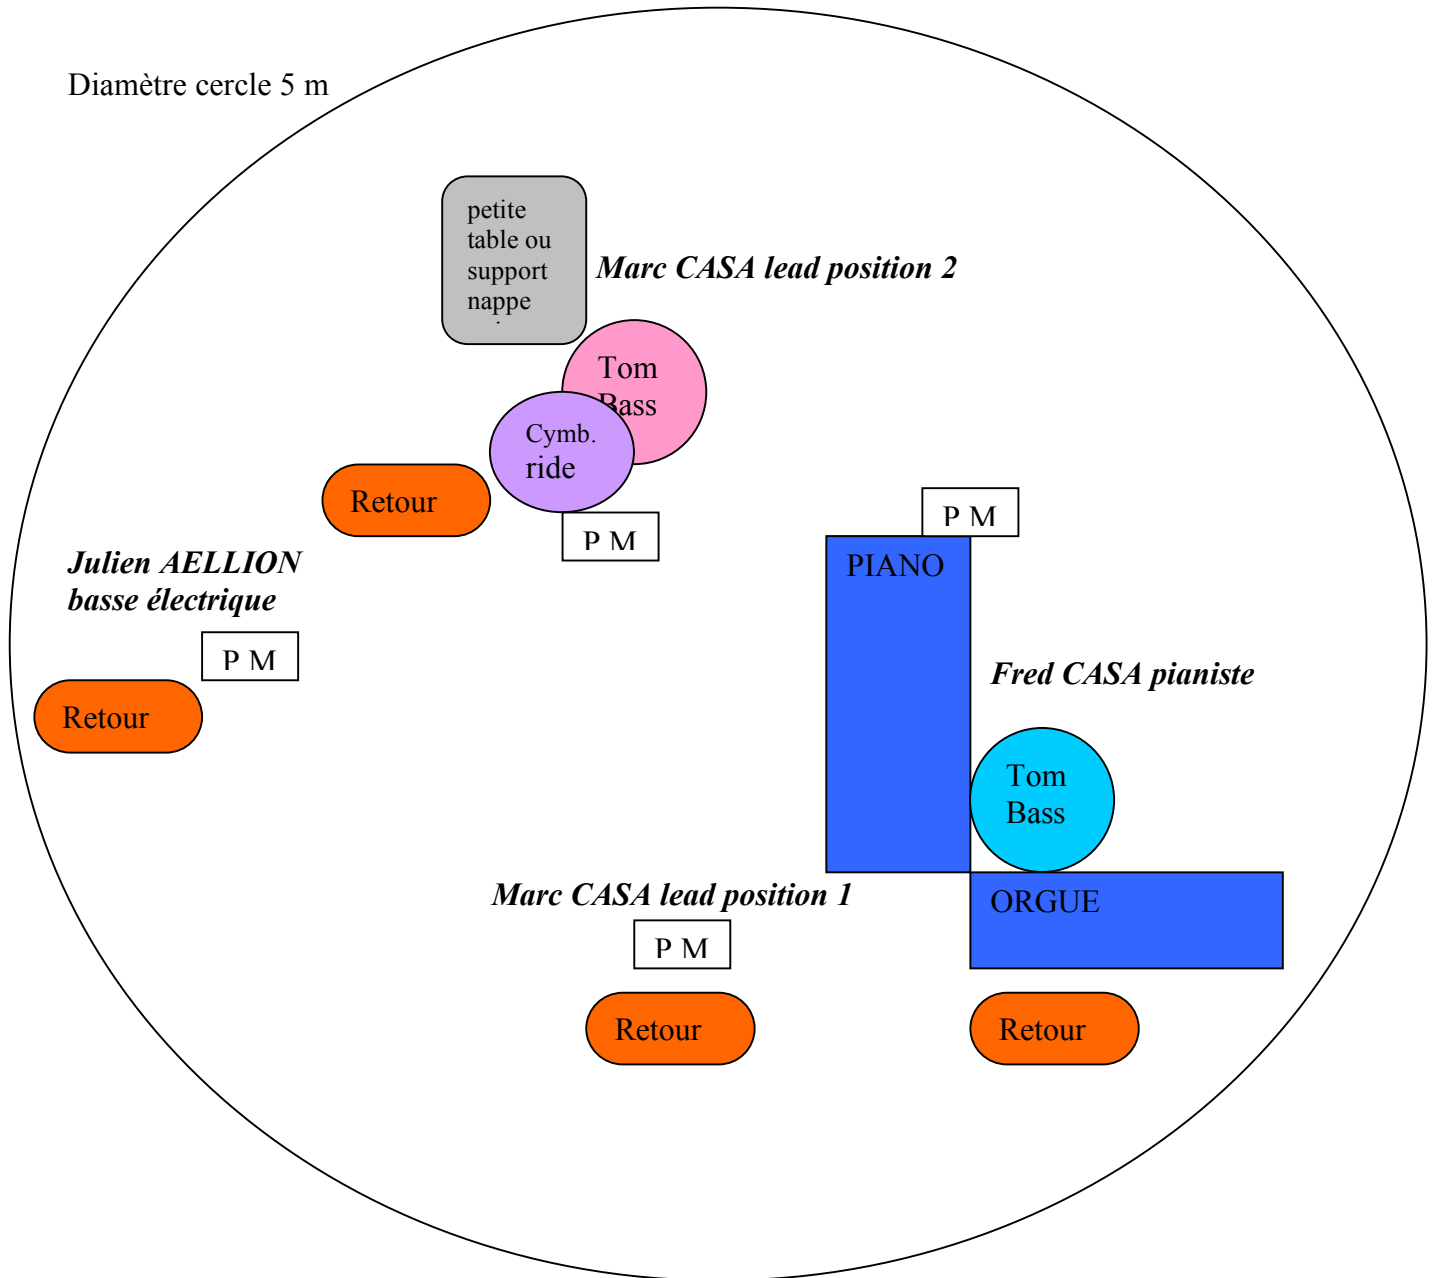 Diamètre cercle 5 m
petite
table ou
support
nappe
Marc CASA lead position 2
Tom
Bass
Cymb.
ride
Retour
P M
P M
PIANO
Julien AELLION
basse électrique
P M
Retour
Fred CASA pianiste
Tom
Bass
Marc CASA lead position 1
ORGUE
P M
Retour
Retour